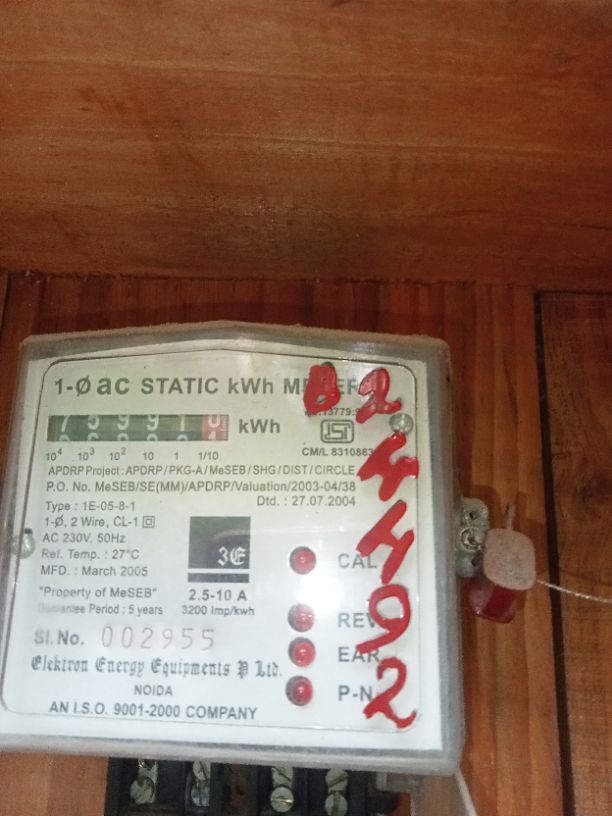 1-Ø ac STATIC kWh METER
kWh
10⁴ 10³ 10² 10 1 1/10
CM/L 8310863
APDRP Project : APDRP / PKG-A / MeSEB / SHG / DIST / CIRCLE
P.O. No. MeSEB/SE(MM)/APDRP/Valuation/2003-04/38
Dtd. : 27.07.2004
Type : 1E-05-8-1
1-Ø, 2 Wire, CL-1
AC 230V, 50Hz
Ref. Temp. : 27°C
MFD. : March 2005
3E
CAL
"Property of MeSEB"
2.5-10 A
Guarantee Period : 5 years
3200 Imp/kwh
REV
Sl. No. 002955
EAR
Elektron Energy Equipments P Ltd.
P-N
NOIDA
AN I.S.O. 9001-2000 COMPANY